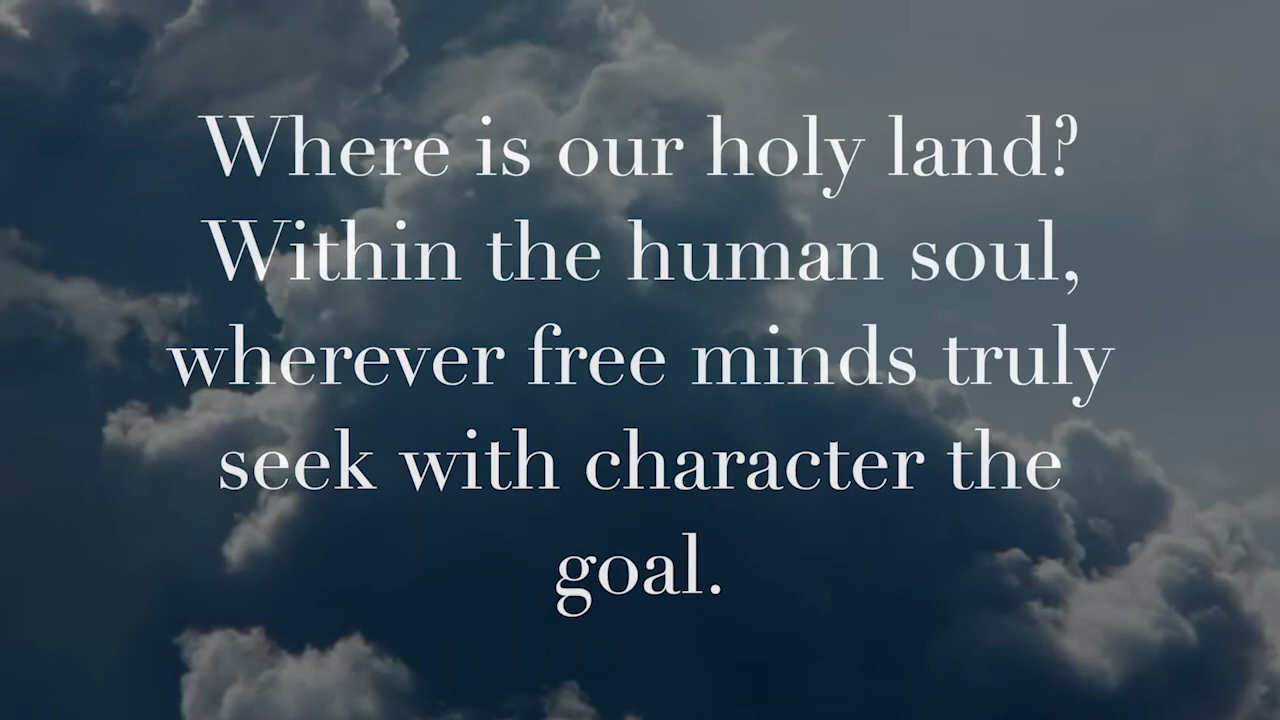 Where is our holy land?
Within the human soul,
wherever free minds truly
seek with character the
goal.